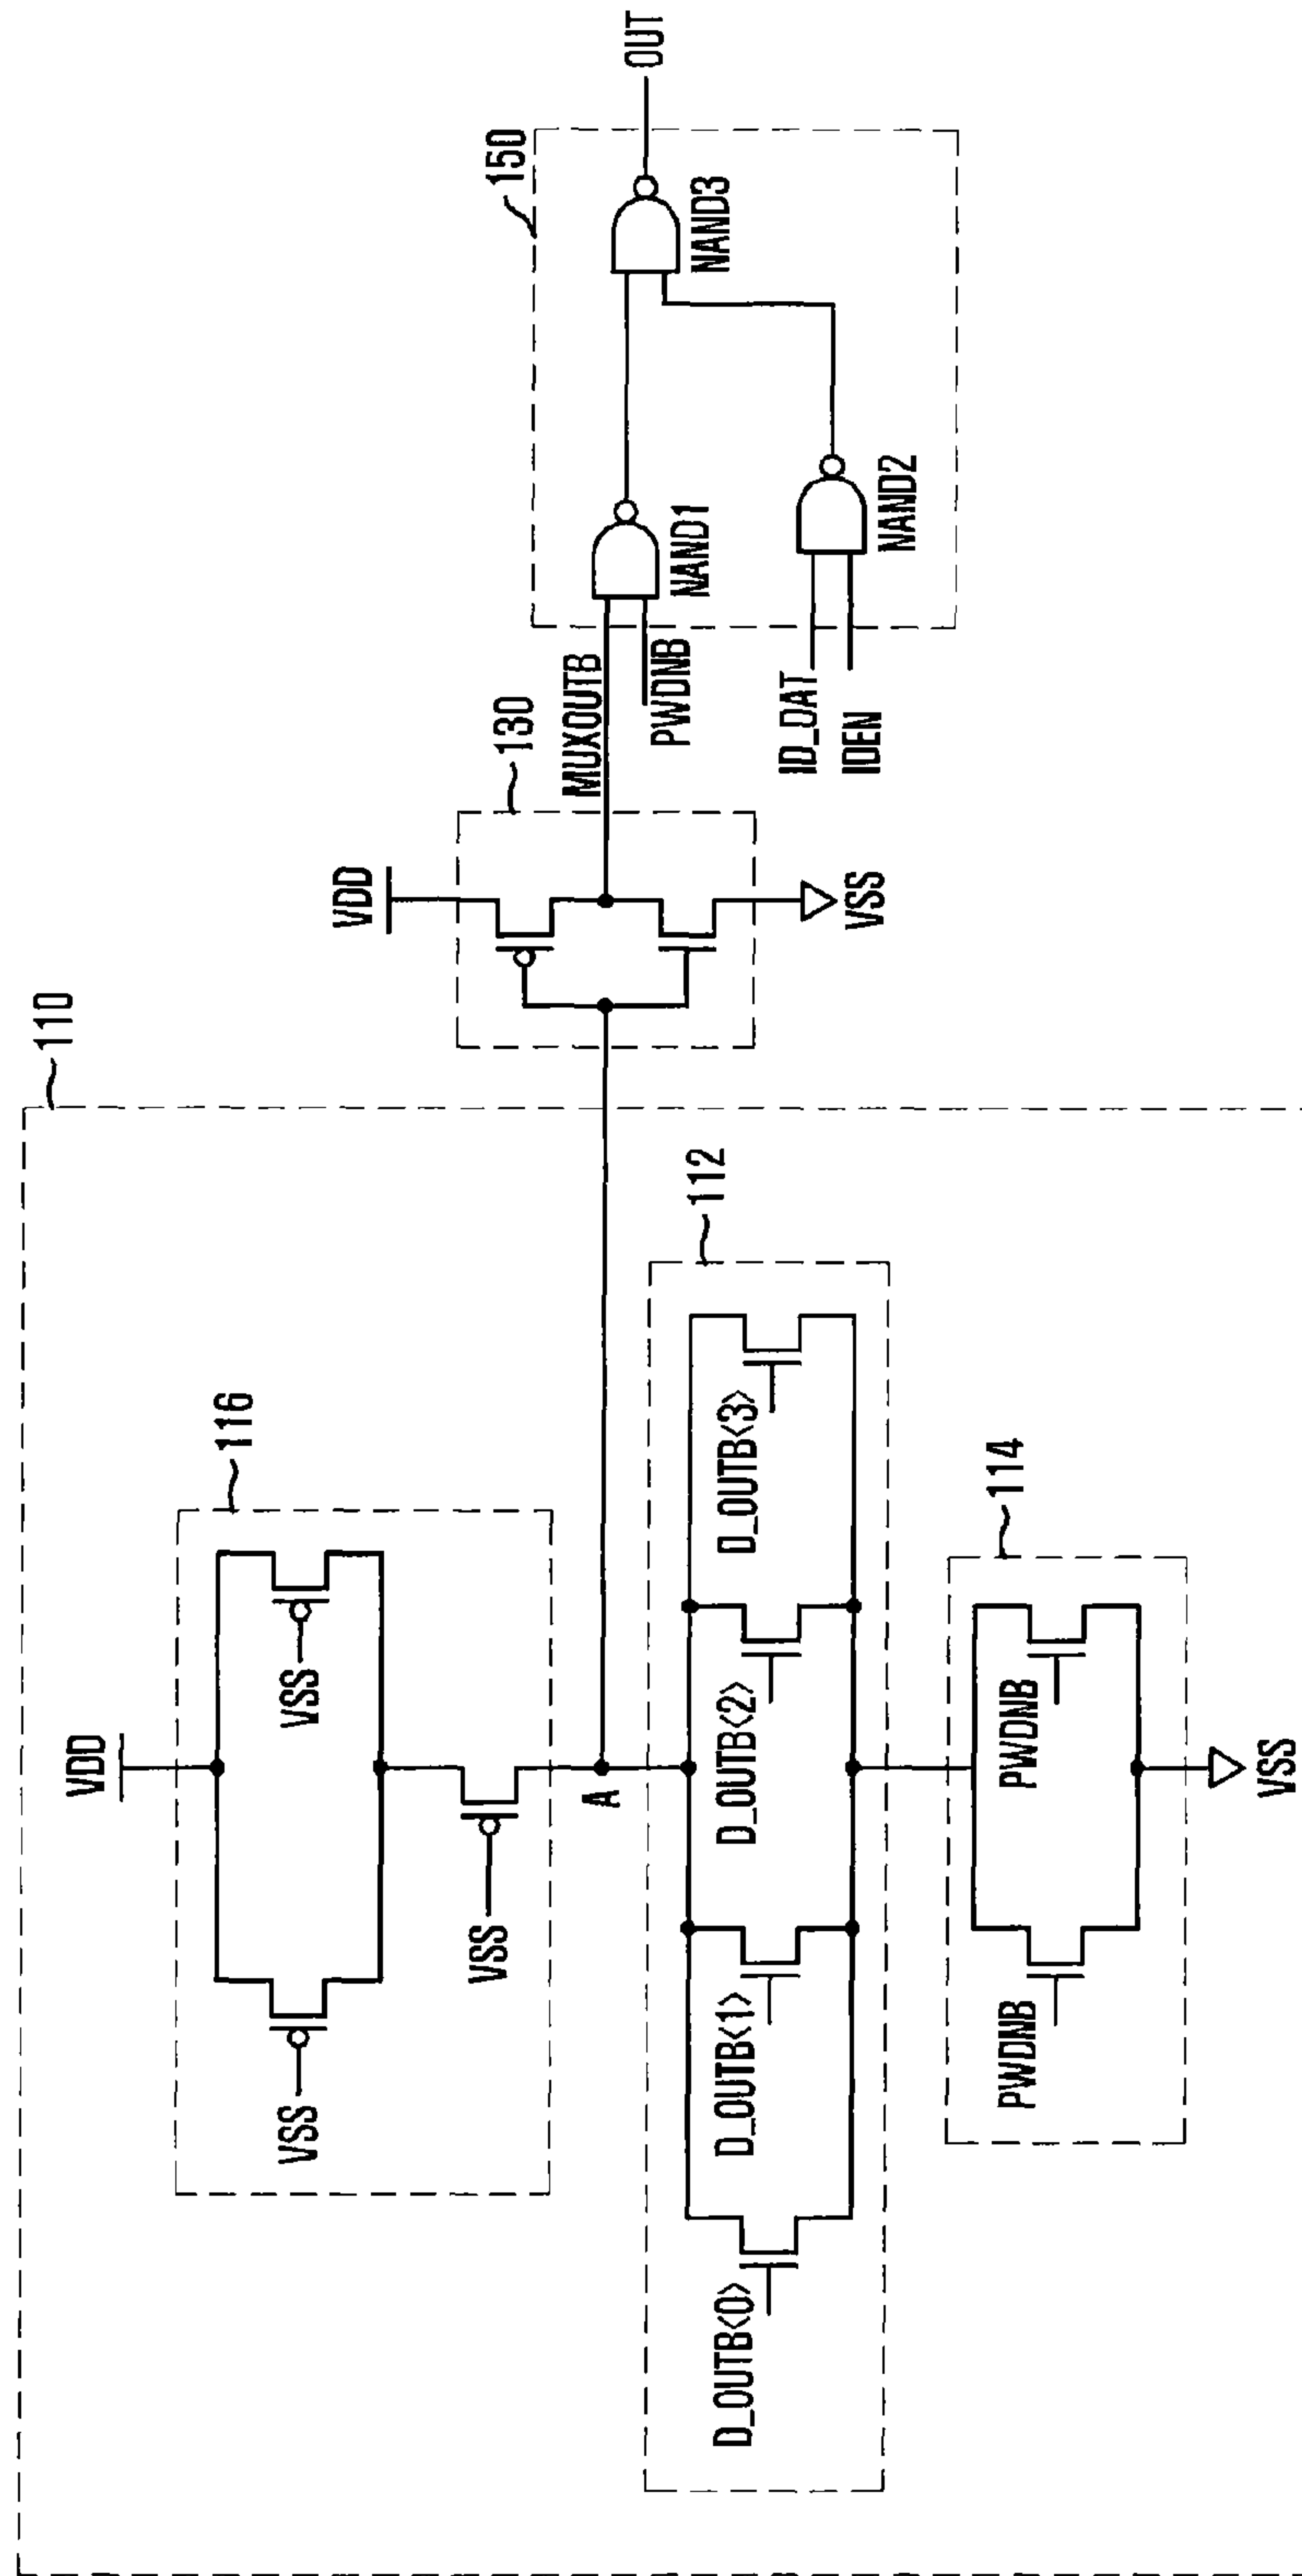 110
VDD
116
VSS
VSS
VSS
A
112
D_OUTB<0>
D_OUTB<1>
D_OUTB<2>
D_OUTB<3>
114
PWDNB
PWDNB
VSS
VDD
130
MUXOUTB
VSS
150
PWDNB
NAND1
ID_DAT
IDEN
NAND2
NAND3
OUT